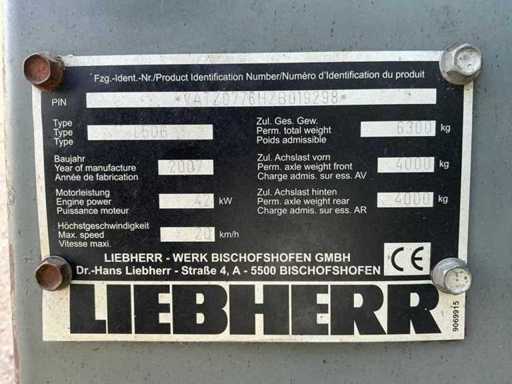 Fzg.-Ident.-Nr./Product Identification Number/Numéro d'Identification du produit
PIN *VATZ0776HZB019298*
Type Zul. Ges. Gew.
Type L506 Perm. total weight 6300 kg
Type Poids admissible
Baujahr Zul. Achslast vorn
Year of manufacture 2007 Perm. axle weight front 4000 kg
Année de fabrication Charge admis. sur ess. AV
Motorleistung Zul. Achslast hinten
Engine power 42 kW Perm. axle weight rear 4000 kg
Puissance moteur Charge admis. sur ess. AR
Höchstgeschwindigkeit
Max. speed 20 km/h
Vitesse maxi.
LIEBHERR - WERK BISCHOFSHOFEN GMBH
Dr.-Hans Liebherr - Straße 4, A - 5500 BISCHOFSHOFEN
CE
LIEBHERR
9069915